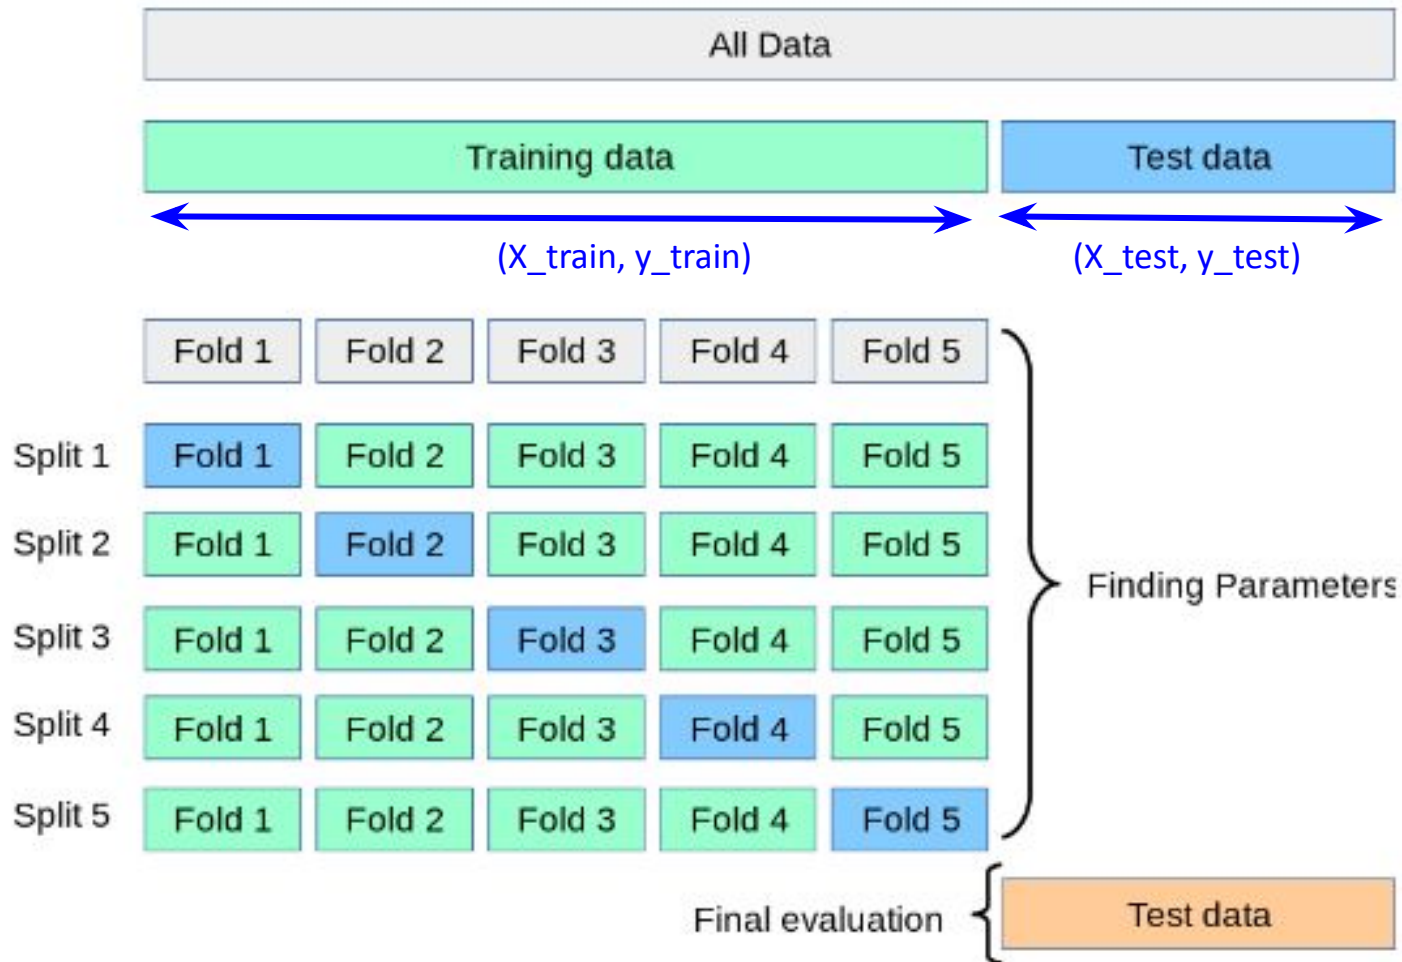 All Data
Training data Test data
(X_train, y_train) (X_test, y_test)
Fold 1 Fold 2 Fold 3 Fold 4 Fold 5
Split 1 Fold 1 Fold 2 Fold 3 Fold 4 Fold 5
Split 2 Fold 1 Fold 2 Fold 3 Fold 4 Fold 5
Finding Parameters
Split 3 Fold 1 Fold 2 Fold 3 Fold 4 Fold 5
Split 4 Fold 1 Fold 2 Fold 3 Fold 4 Fold 5
Split 5 Fold 1 Fold 2 Fold 3 Fold 4 Fold 5
Final evaluation Test data